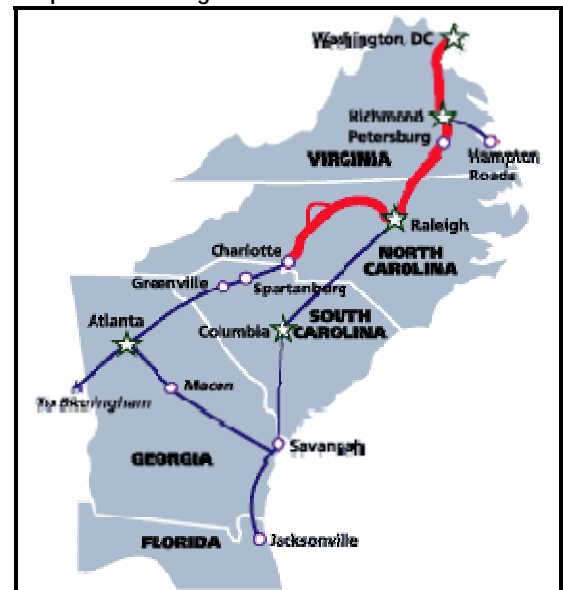 Washington, DC
Richmond
Petersburg
Hampton
Roads
VIRGINIA
Raleigh
Charlotte
NORTH
CAROLINA
Greenville
Spartanburg
Atlanta
Columbia
SOUTH
CAROLINA
Macon
To Birmingham
Savannah
GEORGIA
FLORIDA
Jacksonville